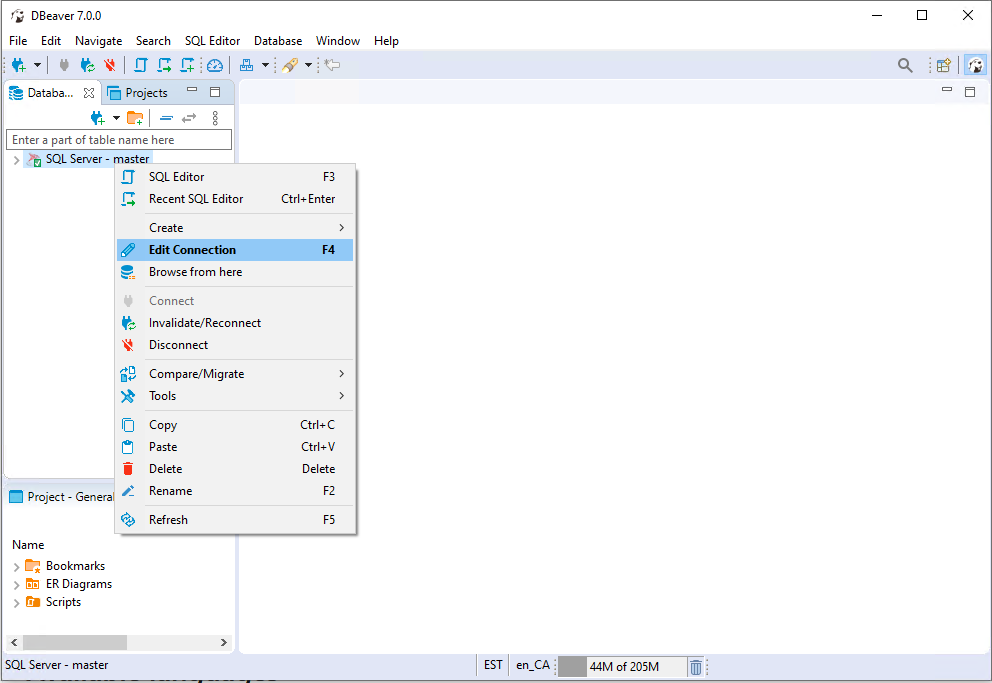 DBeaver 7.0.0
File Edit Navigate Search SQL Editor Database Window Help
Databa... Projects
Enter a part of table name here
SQL Server - master
SQL Editor F3
Recent SQL Editor Ctrl+Enter
Create
Edit Connection F4
Browse from here
Connect
Invalidate/Reconnect
Disconnect
Compare/Migrate
Tools
Copy Ctrl+C
Paste Ctrl+V
Delete Delete
Rename F2
Refresh F5
Project - General
Name
Bookmarks
ER Diagrams
Scripts
SQL Server - master EST en_CA 44M of 205M